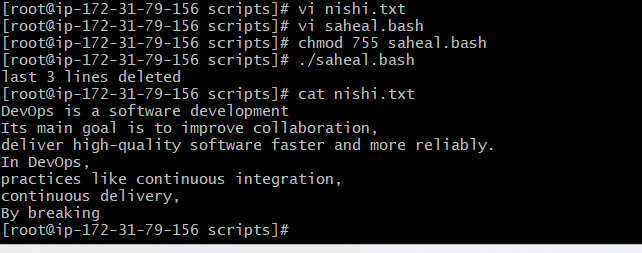 [root@ip-172-31-79-156 scripts]# vi nishi.txt
[root@ip-172-31-79-156 scripts]# vi saheal.bash
[root@ip-172-31-79-156 scripts]# chmod 755 saheal.bash
[root@ip-172-31-79-156 scripts]# ./saheal.bash
last 3 lines deleted
[root@ip-172-31-79-156 scripts]# cat nishi.txt
DevOps is a software development
Its main goal is to improve collaboration,
deliver high-quality software faster and more reliably.
In DevOps,
practices like continuous integration,
continuous delivery,
By breaking
[root@ip-172-31-79-156 scripts]#